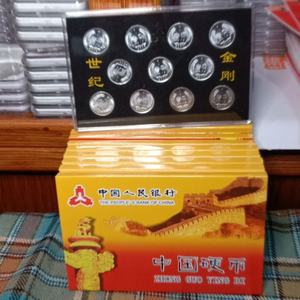 世纪
金刚
中国人民银行
THE PEOPLE'S BANK OF CHINA
中国硬币
ZHONG GUO YING BI